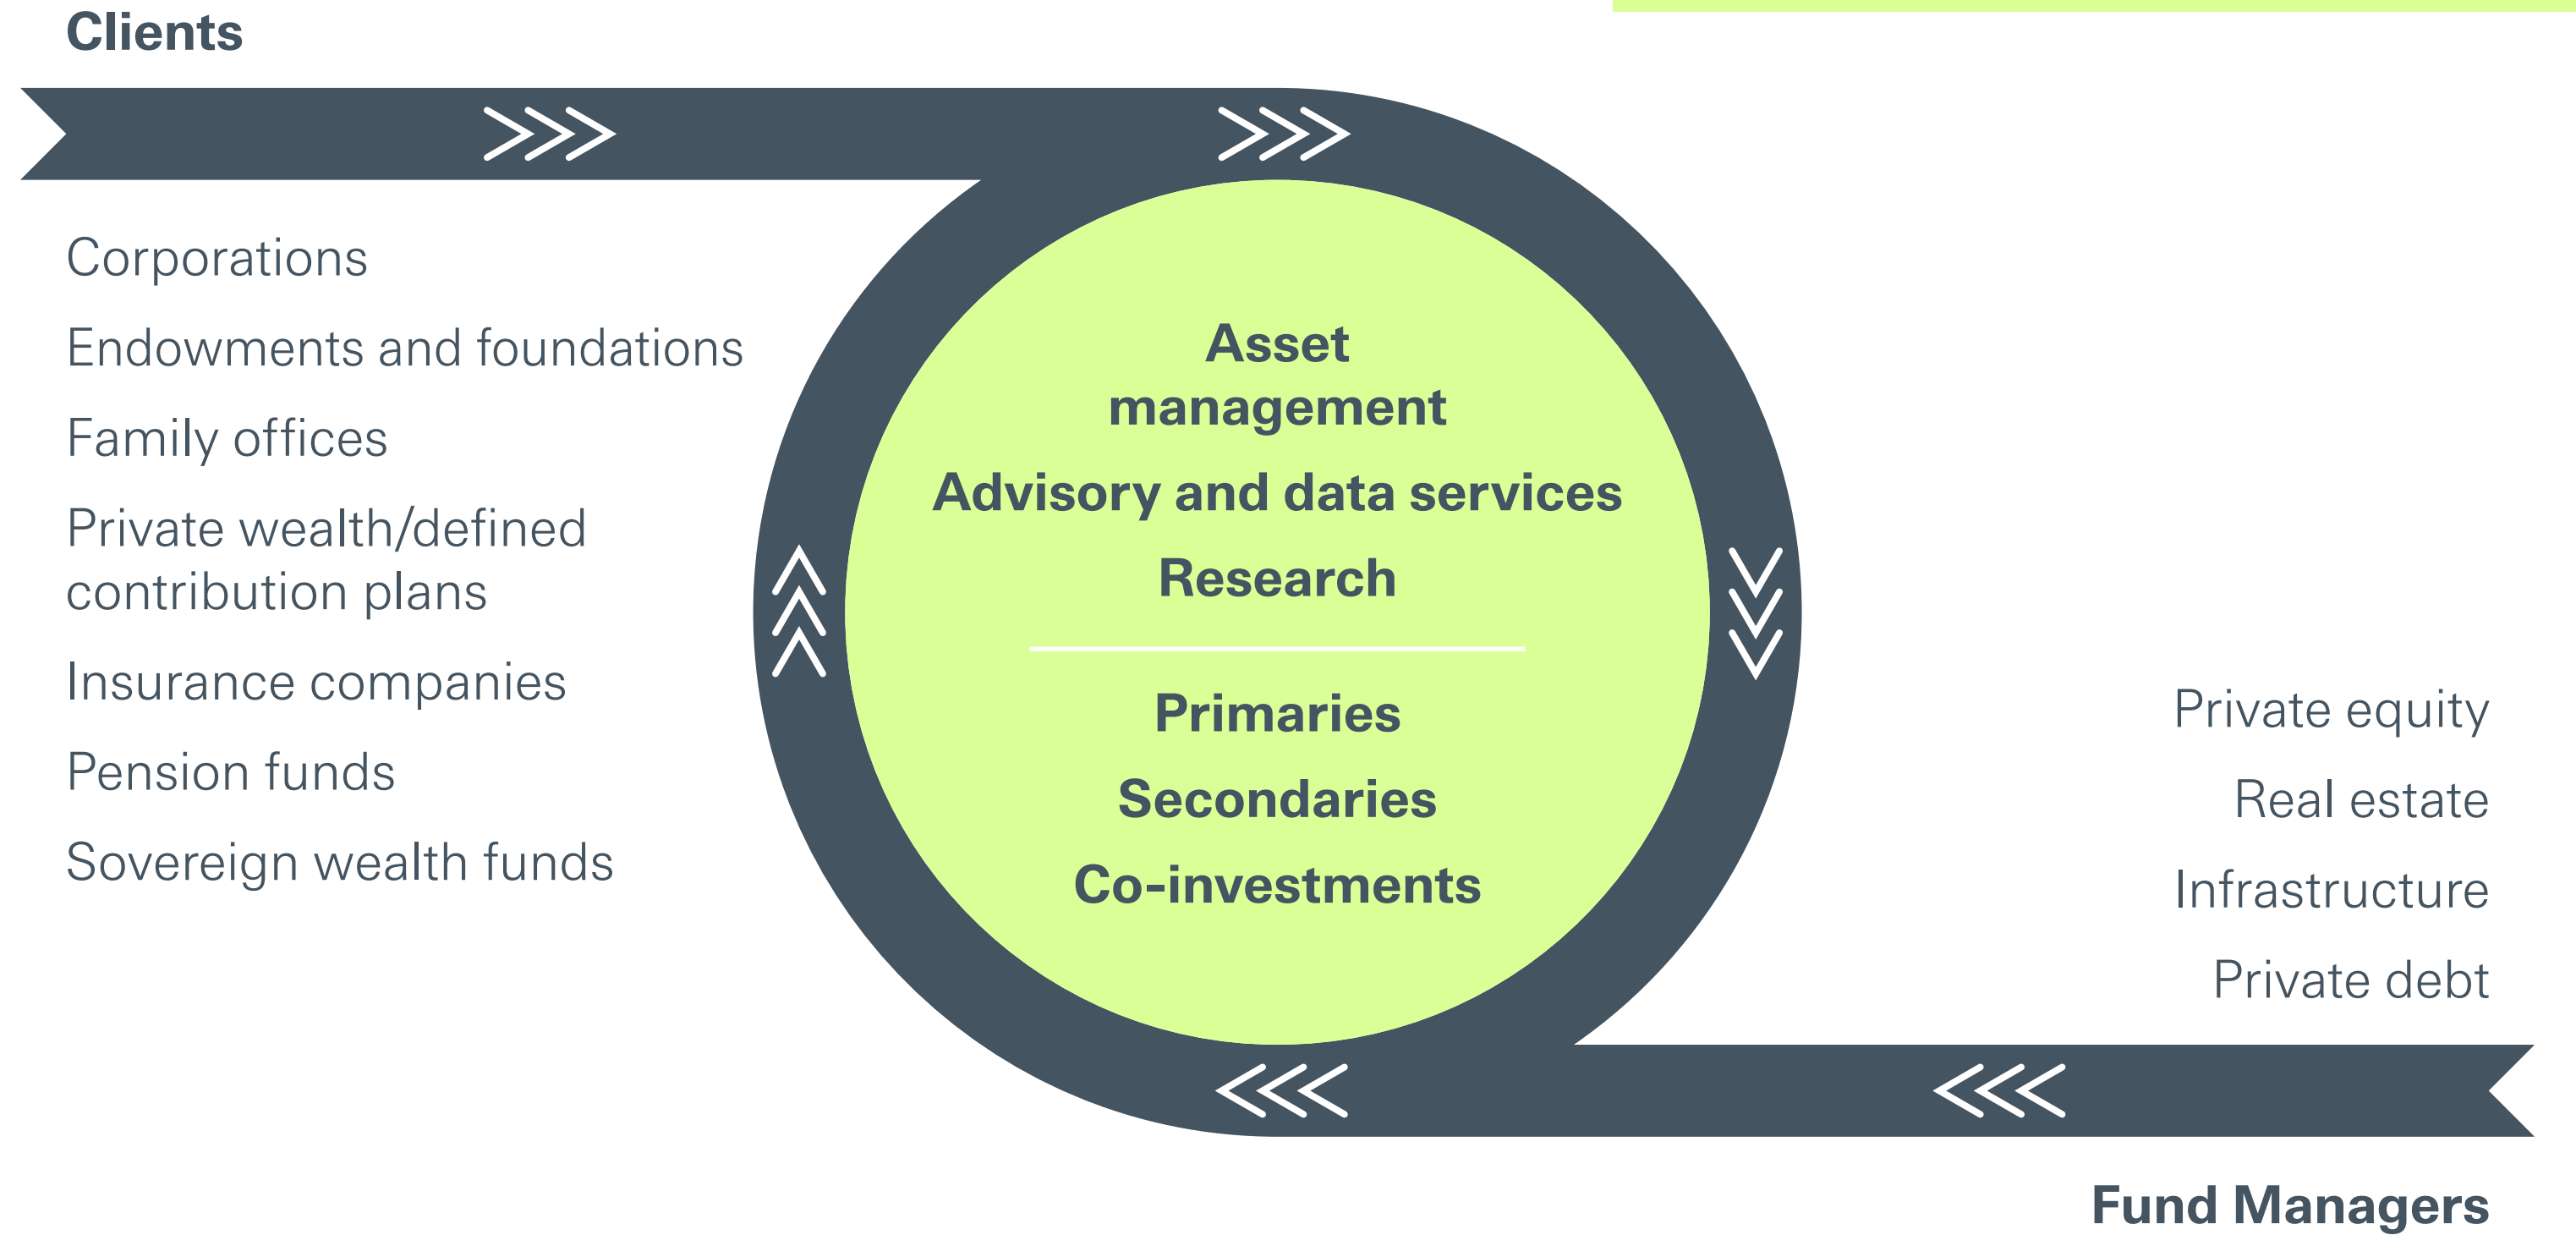 Clients
Corporations
Endowments and foundations
Family offices
Private wealth/defined
contribution plans
Insurance companies
Pension funds
Sovereign wealth funds
Asset
management
Advisory and data services
Research
Primaries
Secondaries
Co-investments
Private equity
Real estate
Infrastructure
Private debt
Fund Managers